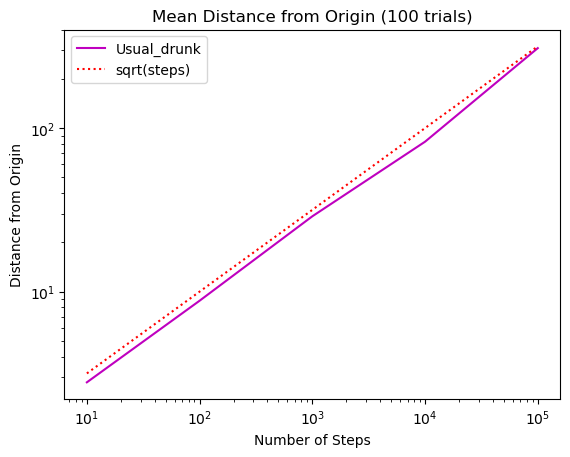 Mean Distance from Origin (100 trials)
Usual_drunk
sqrt(steps)
Distance from Origin
10²
10¹
10¹ 10² 10³ 10⁴ 10⁵
Number of Steps